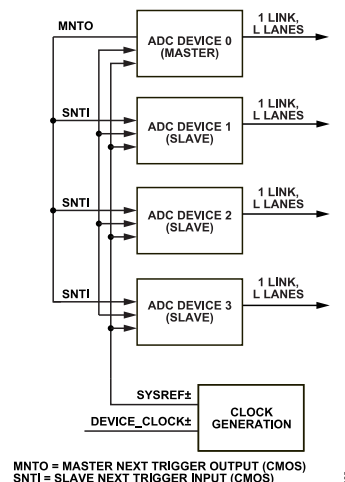 MNTO
ADC DEVICE 0
(MASTER)
1 LINK,
L LANES
SNTI
ADC DEVICE 1
(SLAVE)
1 LINK,
L LANES
SNTI
ADC DEVICE 2
(SLAVE)
1 LINK,
L LANES
SNTI
ADC DEVICE 3
(SLAVE)
1 LINK,
L LANES
SYSREF±
DEVICE_CLOCK±
CLOCK
GENERATION
MNTO = MASTER NEXT TRIGGER OUTPUT (CMOS)
SNTI = SLAVE NEXT TRIGGER INPUT (CMOS)